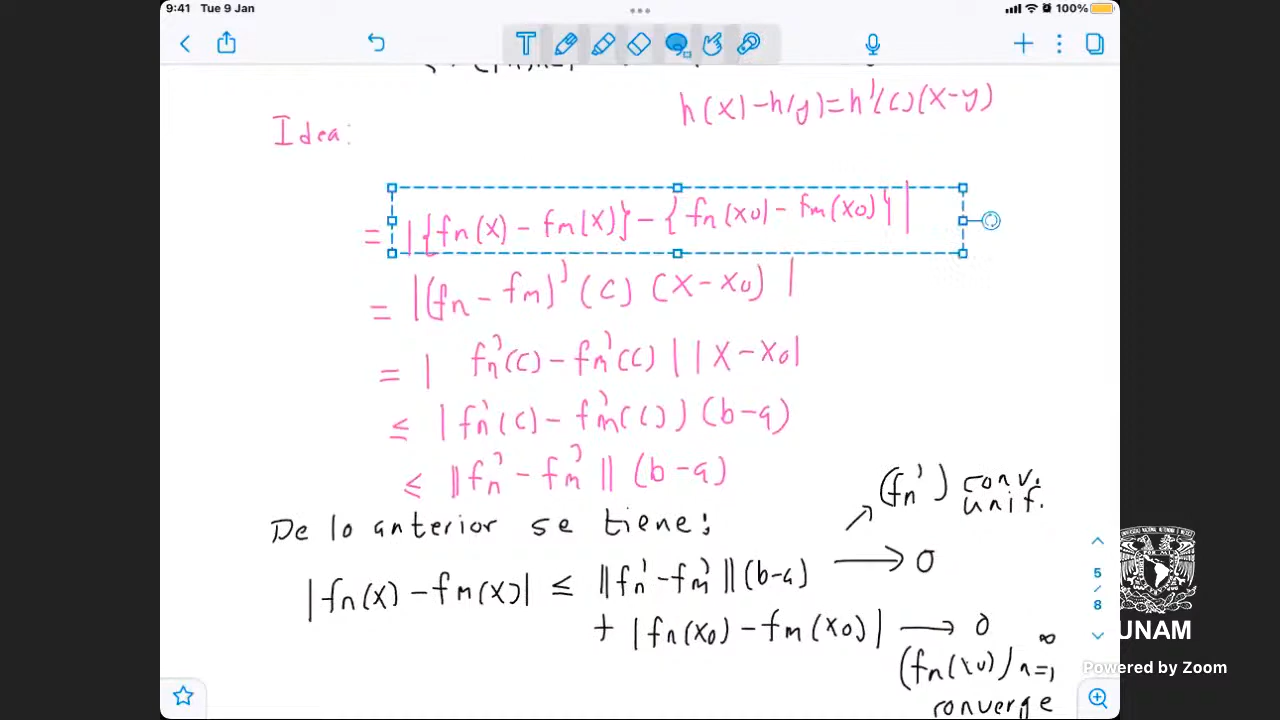 9:41 Tue 9 Jan
100%
h(x)-h(y)=h'(c)(x-y)
Idea:
= |{fn(x) - fm(x)} - {fn(x0) - fm(x0)}|
= |(fn - fm)'(c) (x-x0)|
= | fn'(c) - fm'(c) | | x-x0|
≤ |fn'(c) - fm'(c)) (b-a)
≤ ||fn' - fm'|| (b-a)
(fn') conv. unif.
De lo anterior se tiene:
|fn(x) - fm(x)| ≤ ||fn' - fm'|| (b-a) ⟶ 0
+ |fn(x0) - fm(x0)| ⟶ 0
(fn(x0))n=1 ∞
converge
5
/
8
UNAM
Powered by Zoom